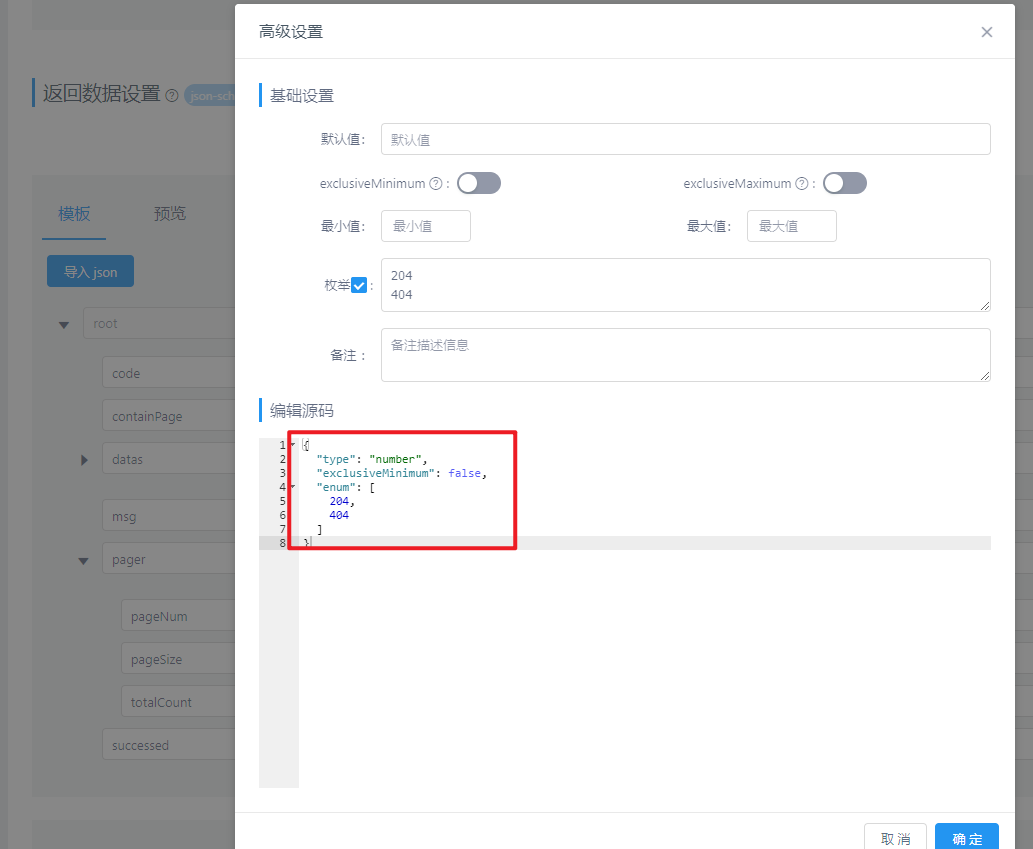 高级设置
返回数据设置
json-sch
基础设置
默认值: 默认值
exclusiveMinimum : exclusiveMaximum :
最小值: 最小值 最大值: 最大值
模板 预览
导入 json
枚举 :
204
404
root
备注 : 备注描述信息
code
containPage
编辑源码
datas
msg
pager
pageNum
pageSize
totalCount
successed
1 {
2 "type": "number",
3 "exclusiveMinimum": false,
4 "enum": [
5 204,
6 404
7 ]
8 }
取 消 确 定